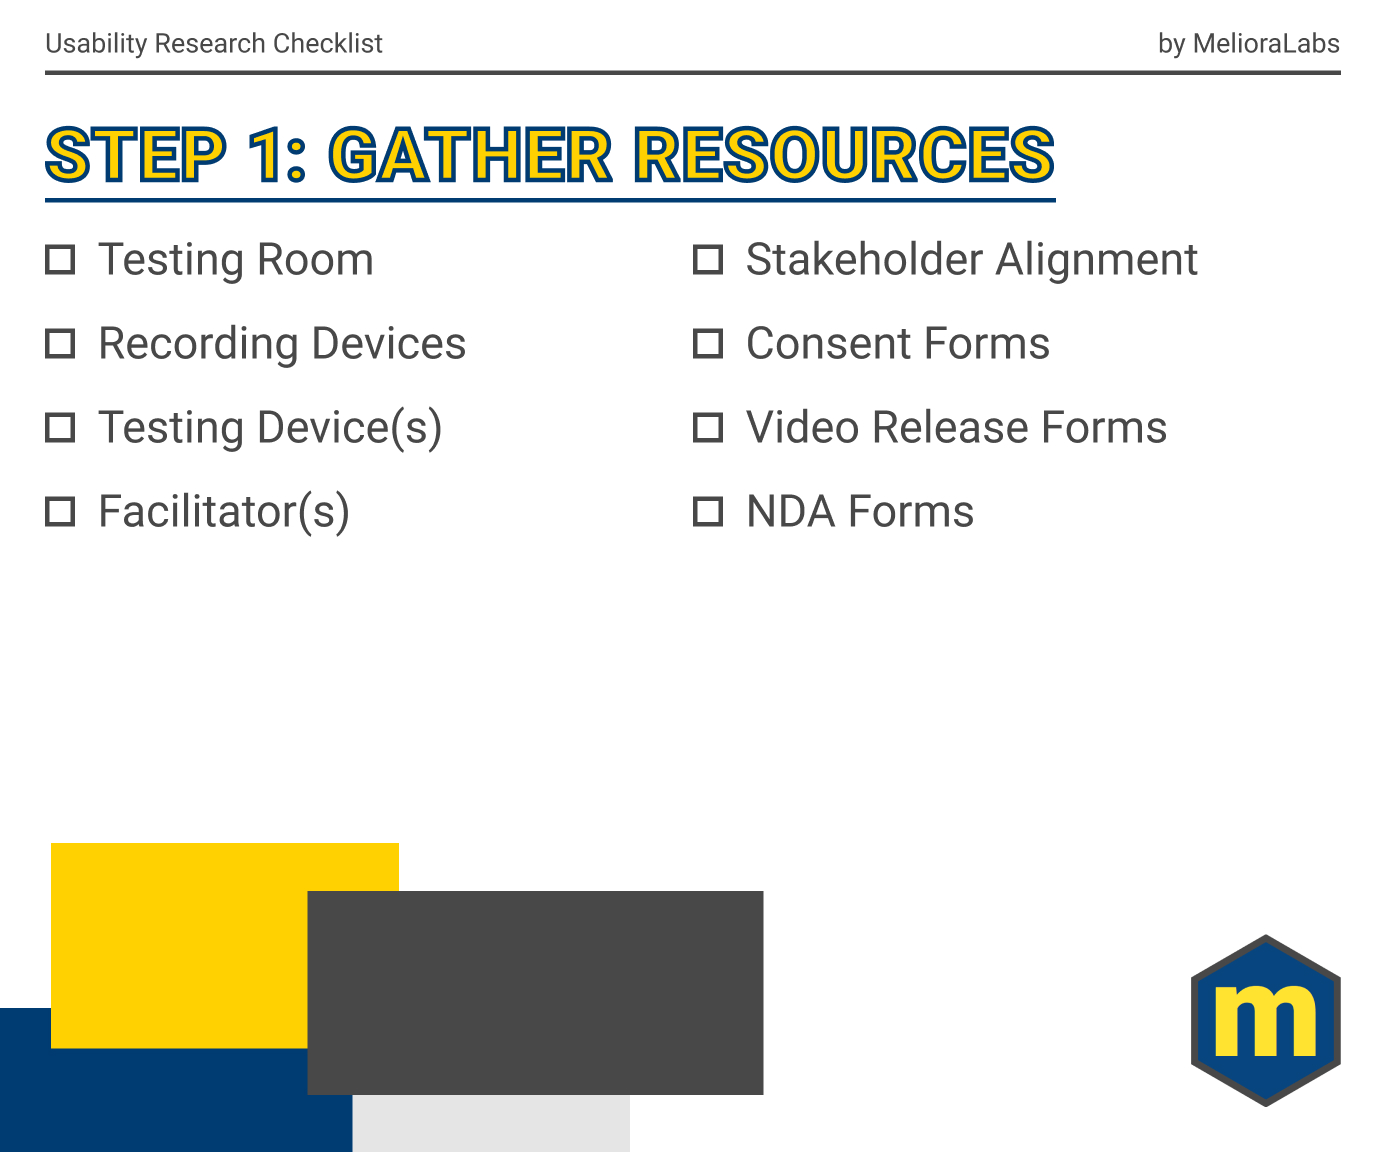 Usability Research Checklist
by MelioraLabs
STEP 1: GATHER RESOURCES
Testing Room
Recording Devices
Testing Device(s)
Facilitator(s)
Stakeholder Alignment
Consent Forms
Video Release Forms
NDA Forms
m